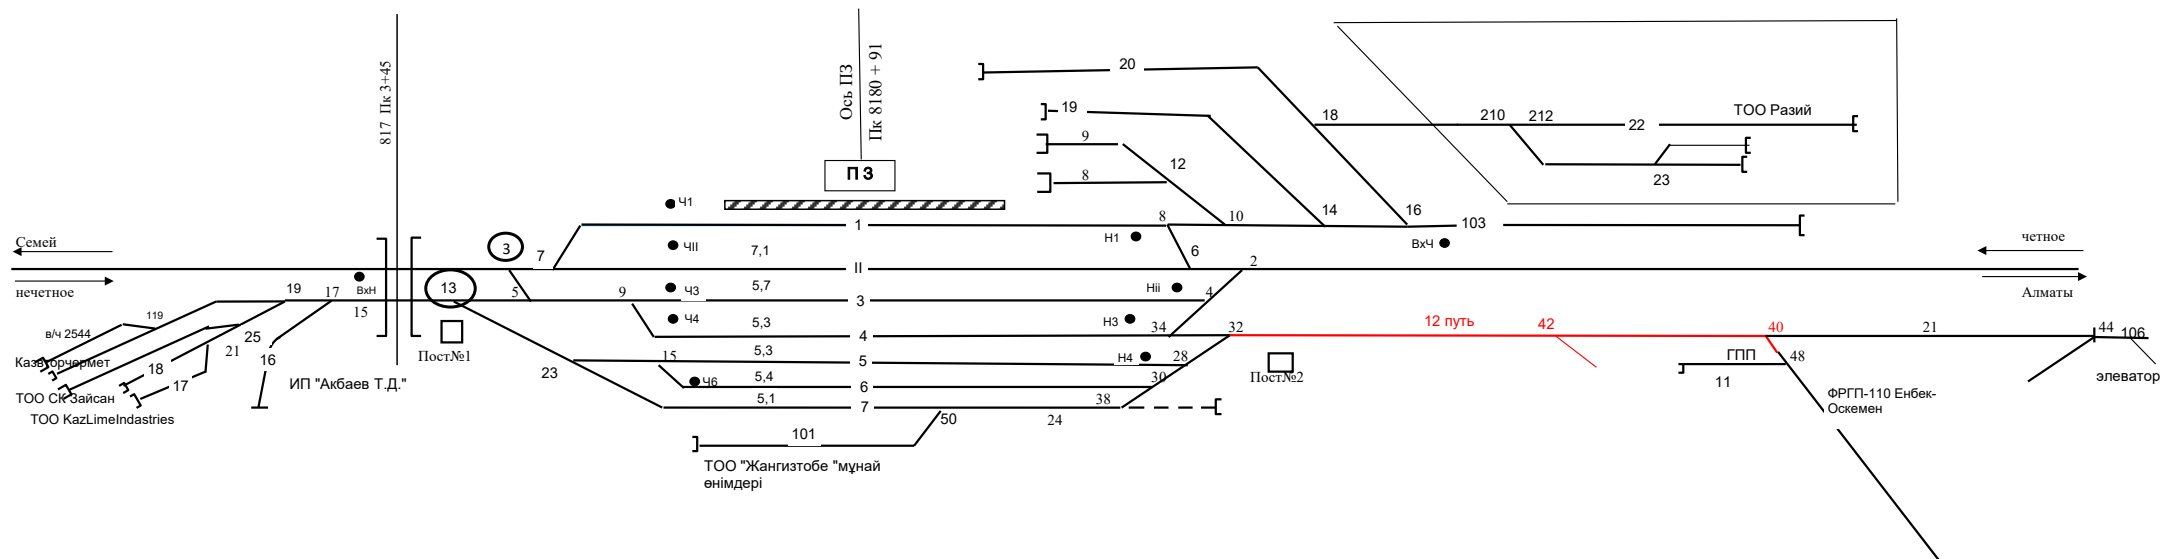 817 Пк 3+45
Ось ПЗ
Пк 8180 + 91
П З
20
19
9
8
12
18
210
212
22
ТОО Разий
23
Семей
нечетное
четное
Алматы
Ч1
1
8
10
14
16
103
Н1
ВхЧ
3
7
ЧII
7,1
II
6
2
ВхН
13
5
9
Ч3
5,7
3
Нii
4
15
17
19
119
в/ч 2544
Казвторчермет
25
21
16
18
17
ТОО СК Зайсан
ТОО KazLimeIndastries
ИП "Акбаев Т.Д."
Пост№1
Ч4
5,3
4
Н3
34
32
12 путь
42
40
21
44
106
элеватор
15
5,3
5
Н4
28
Пост№2
ГПП
48
11
23
Ч6
5,4
6
30
5,1
7
38
24
50
101
ФРГП-110 Енбек-
Оскемен
ТОО "Жангизтобе "мұнай
өнімдері